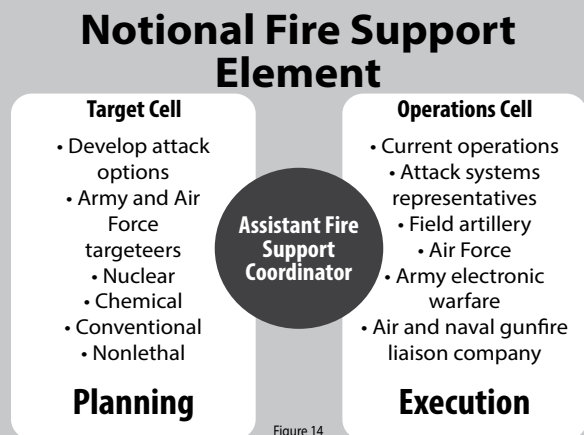 Notional Fire Support
Element
Target Cell
• Develop attack
options
• Army and Air
Force
targeteers
• Nuclear
• Chemical
• Conventional
• Nonlethal
Planning
Assistant Fire
Support
Coordinator
Operations Cell
• Current operations
• Attack systems
representatives
• Field artillery
• Air Force
• Army electronic
warfare
• Air and naval gunfire
liaison company
Execution
Figure 14